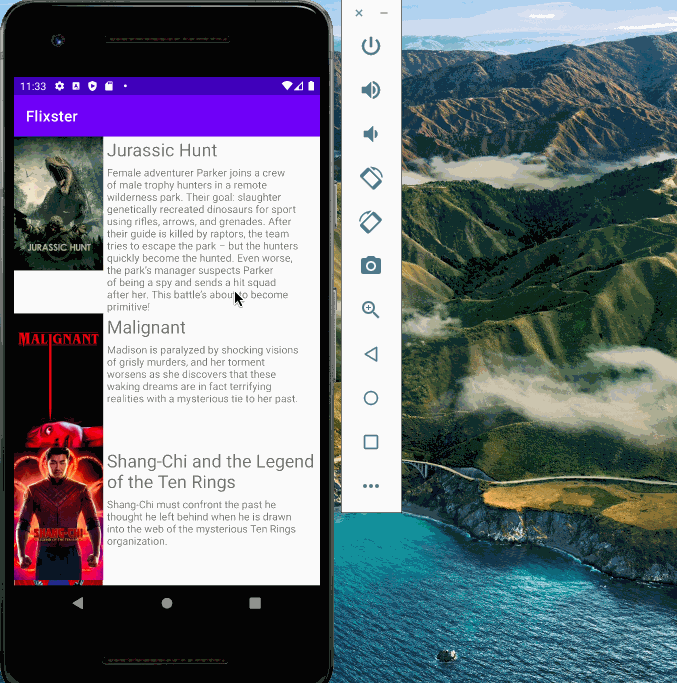 11:33
Flixster
Jurassic Hunt
Female adventurer Parker joins a crew
of male trophy hunters in a remote
wilderness park. Their goal: slaughter
genetically recreated dinosaurs for sport
using rifles, arrows, and grenades. After
their guide is killed by raptors, the team
tries to escape the park – but the hunters
quickly become the hunted. Even worse,
the park's manager suspects Parker
of being a spy and sends a hit squad
after her. This battle's about to become
primitive!
JURASSIC HUNT
Malignant
MALIGNANT
Madison is paralyzed by shocking visions
of grisly murders, and her torment
worsens as she discovers that these
waking dreams are in fact terrifying
realities with a mysterious tie to her past.
Shang-Chi and the Legend
of the Ten Rings
Shang-Chi must confront the past he
thought he left behind when he is drawn
into the web of the mysterious Ten Rings
organization.
SHANG-CHI